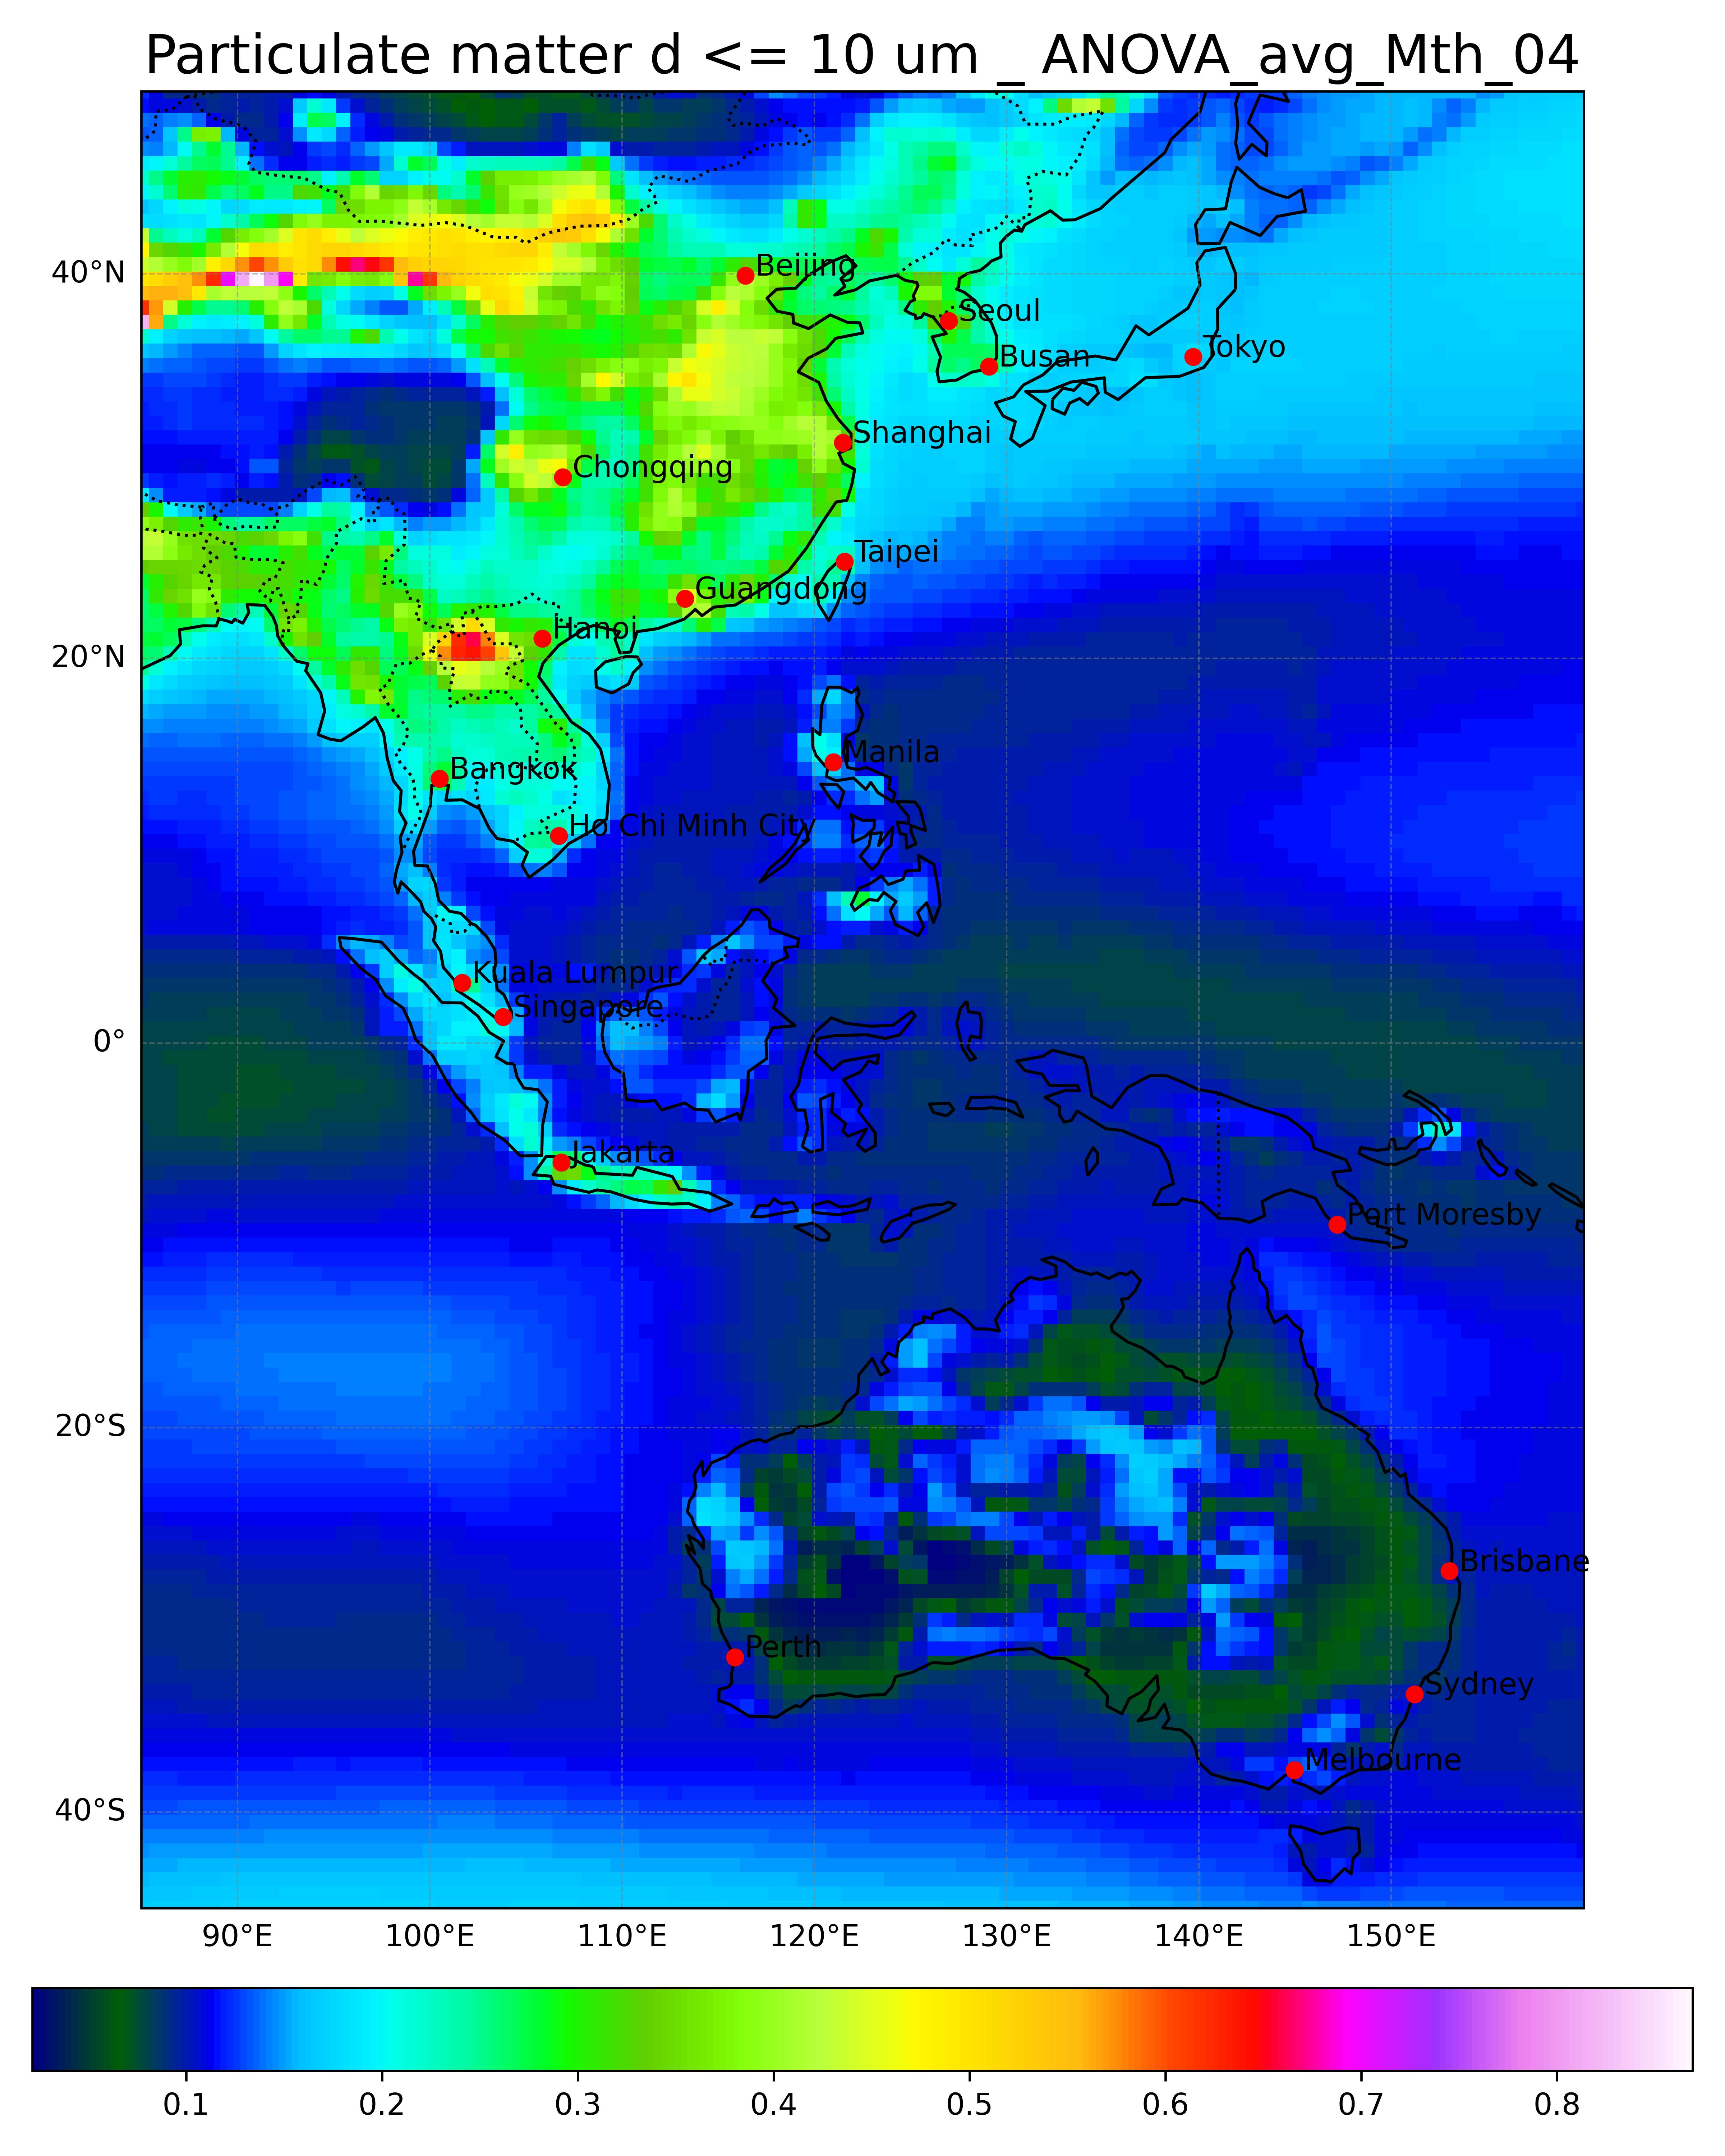 Particulate matter d <= 10 um _ ANOVA_avg_Mth_04
40°N
20°N
0°
20°S
40°S
Beijing
Seoul
Busan
Tokyo
Shanghai
Chongqing
Taipei
Guangdong
Hanoi
Manila
Bangkok
Ho Chi Minh City
Kuala Lumpur
Singapore
Jakarta
Port Moresby
Brisbane
Perth
Sydney
Melbourne
90°E 100°E 110°E 120°E 130°E 140°E 150°E
0.1 0.2 0.3 0.4 0.5 0.6 0.7 0.8